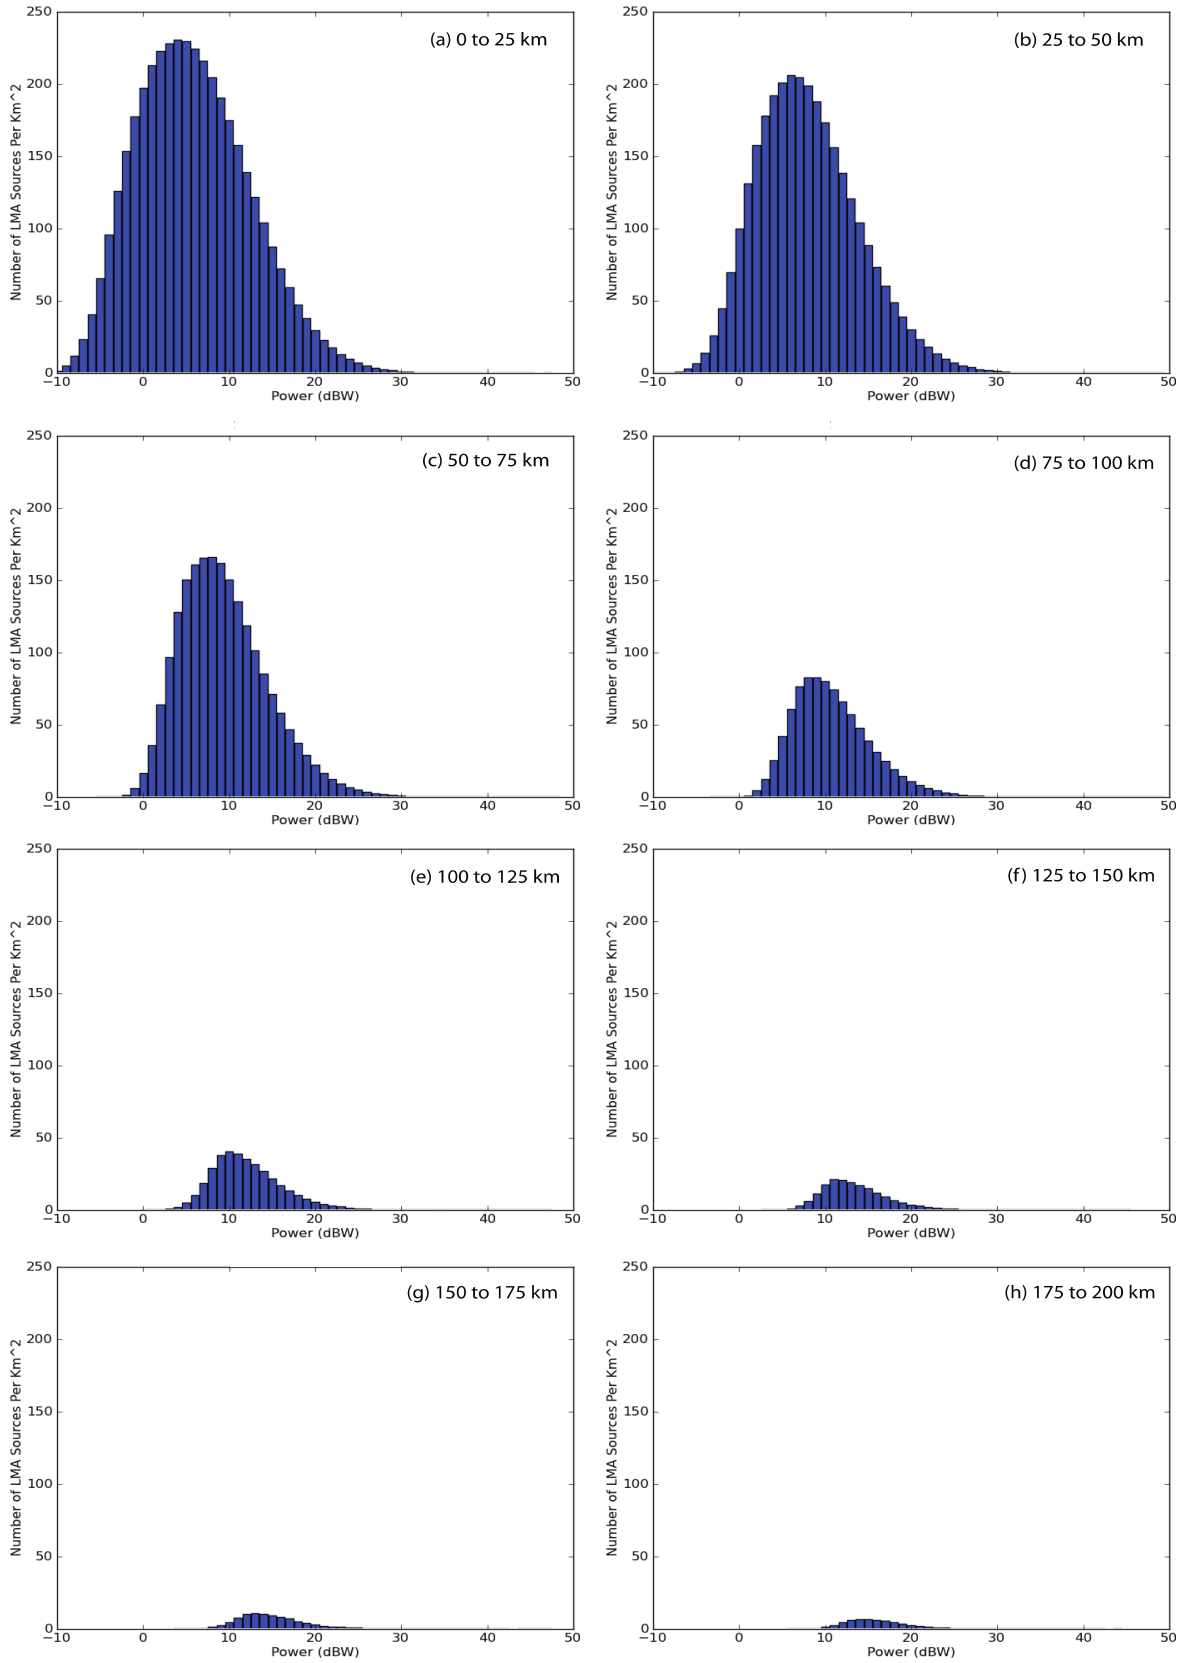 (a) 0 to 25 km
Number of LMA Sources Per Km^2
250
200
150
100
50
0
−10 0 10 20 30 40 50
Power (dBW)
(b) 25 to 50 km
Number of LMA Sources Per Km^2
250
200
150
100
50
0
−10 0 10 20 30 40 50
Power (dBW)
(c) 50 to 75 km
Number of LMA Sources Per Km^2
250
200
150
100
50
0
−10 0 10 20 30 40 50
Power (dBW)
(d) 75 to 100 km
Number of LMA Sources Per Km^2
250
200
150
100
50
0
−10 0 10 20 30 40 50
Power (dBW)
(e) 100 to 125 km
Number of LMA Sources Per Km^2
250
200
150
100
50
0
−10 0 10 20 30 40 50
Power (dBW)
(f) 125 to 150 km
Number of LMA Sources Per Km^2
250
200
150
100
50
0
−10 0 10 20 30 40 50
Power (dBW)
(g) 150 to 175 km
Number of LMA Sources Per Km^2
250
200
150
100
50
0
−10 0 10 20 30 40 50
Power (dBW)
(h) 175 to 200 km
Number of LMA Sources Per Km^2
250
200
150
100
50
0
−10 0 10 20 30 40 50
Power (dBW)